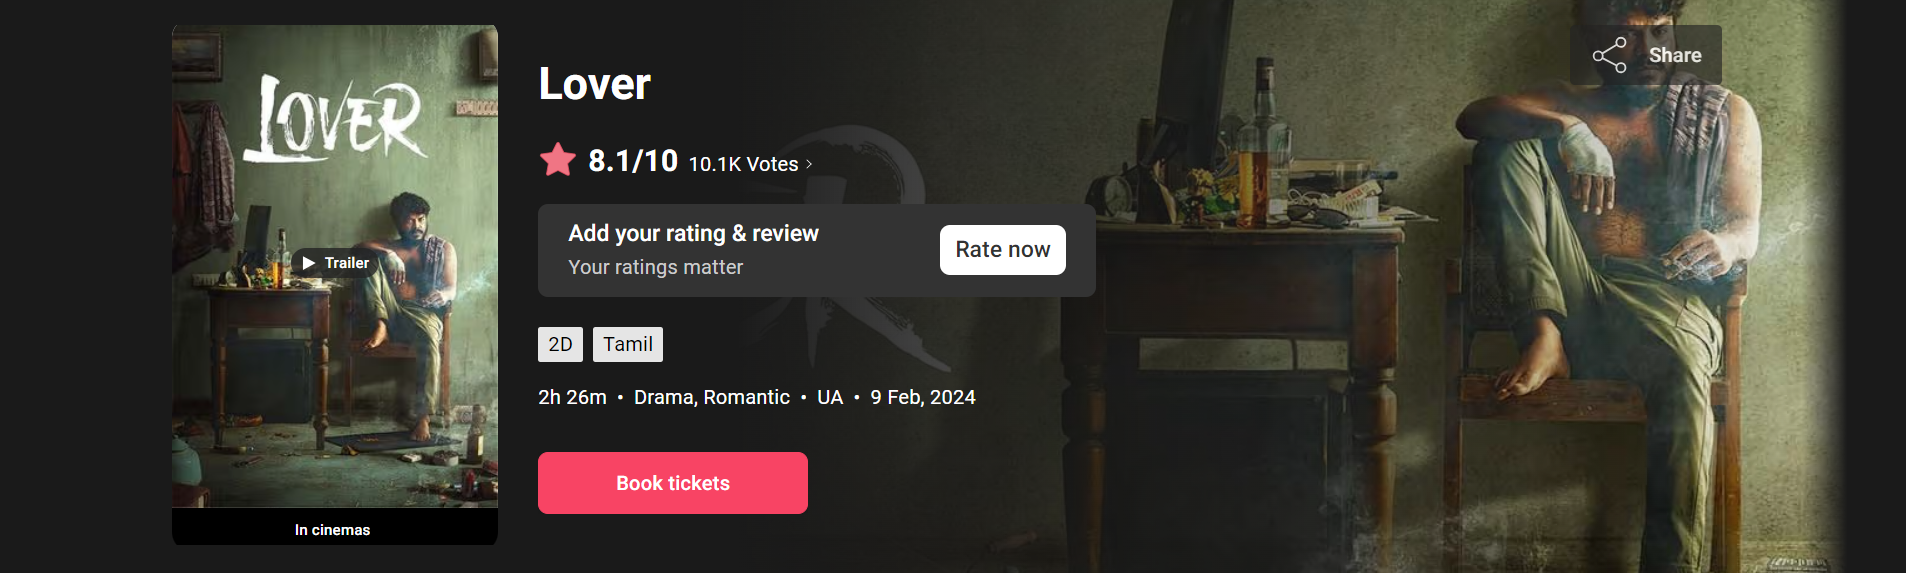 LOVER
Trailer
In cinemas
Lover
8.1/10 10.1K Votes >
Add your rating & review
Your ratings matter
Rate now
2D Tamil
2h 26m • Drama, Romantic • UA • 9 Feb, 2024
Book tickets
Share